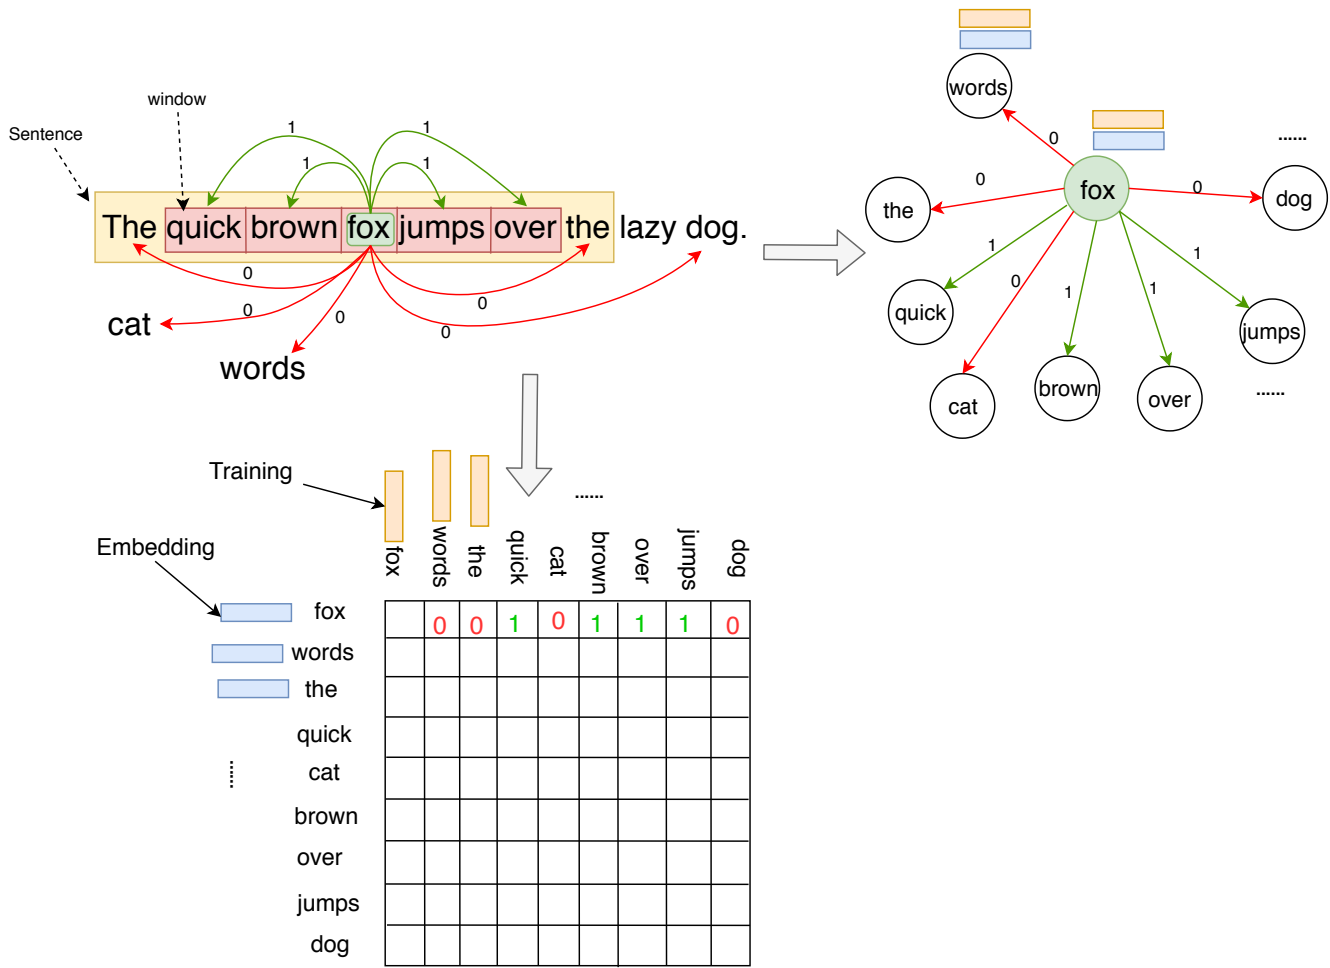 window
Sentence
1
1
1
1
The quick brown fox jumps over the lazy dog.
0
0
0
0
0
cat
words
words
fox
the
dog
quick
cat
brown
over
jumps
0
0
0
1
0
1
1
1
......
......
Training
Embedding
......
fox words the quick cat brown over jumps dog
fox 0 0 1 0 1 1 1 0
words
the
quick
cat
brown
over
jumps
dog